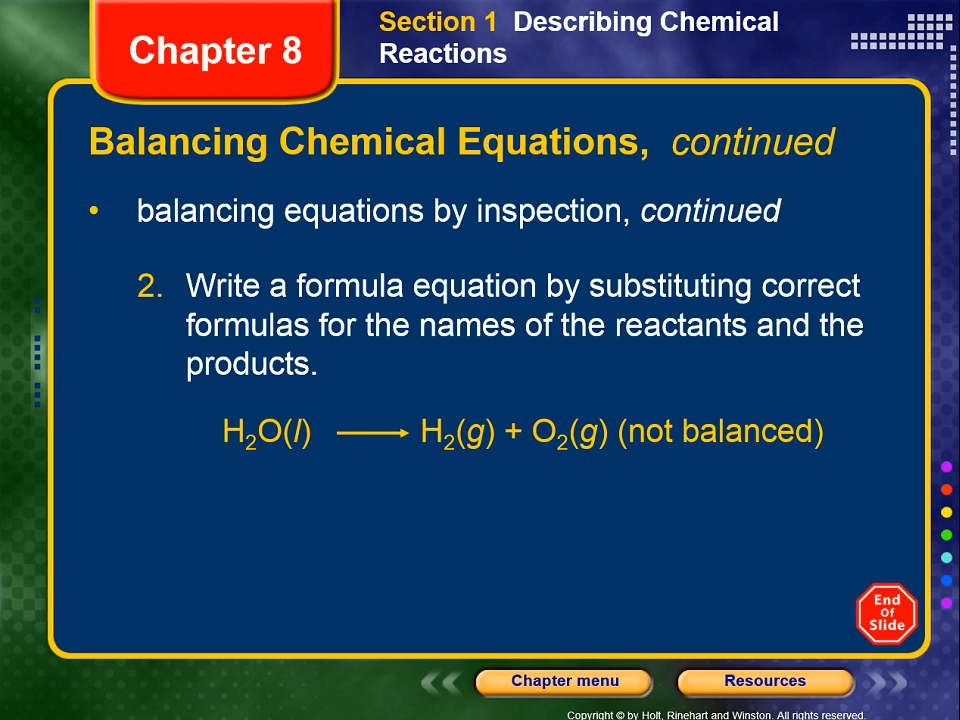 Chapter 8
Section 1 Describing Chemical
Reactions
Balancing Chemical Equations, continued
• balancing equations by inspection, continued
2. Write a formula equation by substituting correct
formulas for the names of the reactants and the
products.
H₂O(l) ⟶ H₂(g) + O₂(g) (not balanced)
End
Of
Slide
Chapter menu
Resources
Copyright © by Holt, Rinehart and Winston. All rights reserved.